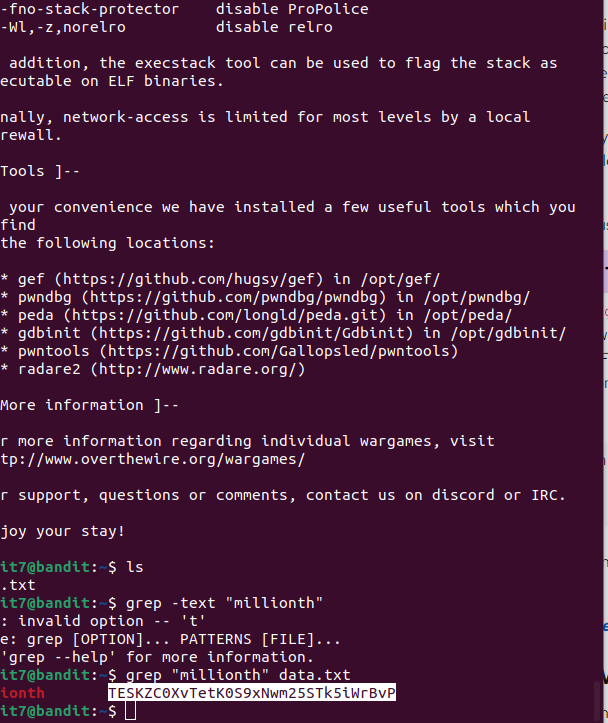 -fno-stack-protector    disable ProPolice
-Wl,-z,norelro          disable relro
addition, the execstack tool can be used to flag the stack as
ecutable on ELF binaries.
nally, network-access is limited for most levels by a local
rewall.
Tools ]--
your convenience we have installed a few useful tools which you
find
the following locations:
* gef (https://github.com/hugsy/gef) in /opt/gef/
* pwndbg (https://github.com/pwndbg/pwndbg) in /opt/pwndbg/
* peda (https://github.com/longld/peda.git) in /opt/peda/
* gdbinit (https://github.com/gdbinit/Gdbinit) in /opt/gdbinit/
* pwntools (https://github.com/Gallopsled/pwntools)
* radare2 (http://www.radare.org/)
More information ]--
r more information regarding individual wargames, visit
tp://www.overthewire.org/wargames/
r support, questions or comments, contact us on discord or IRC.
joy your stay!
it7@bandit:~$ ls
.txt
it7@bandit:~$ grep -text "millionth"
: invalid option -- 't'
e: grep [OPTION]... PATTERNS [FILE]...
'grep --help' for more information.
it7@bandit:~$ grep "millionth" data.txt
ionth       TESKZC0XvTetK0S9xNwm25STk5iWrBvP
it7@bandit:~$